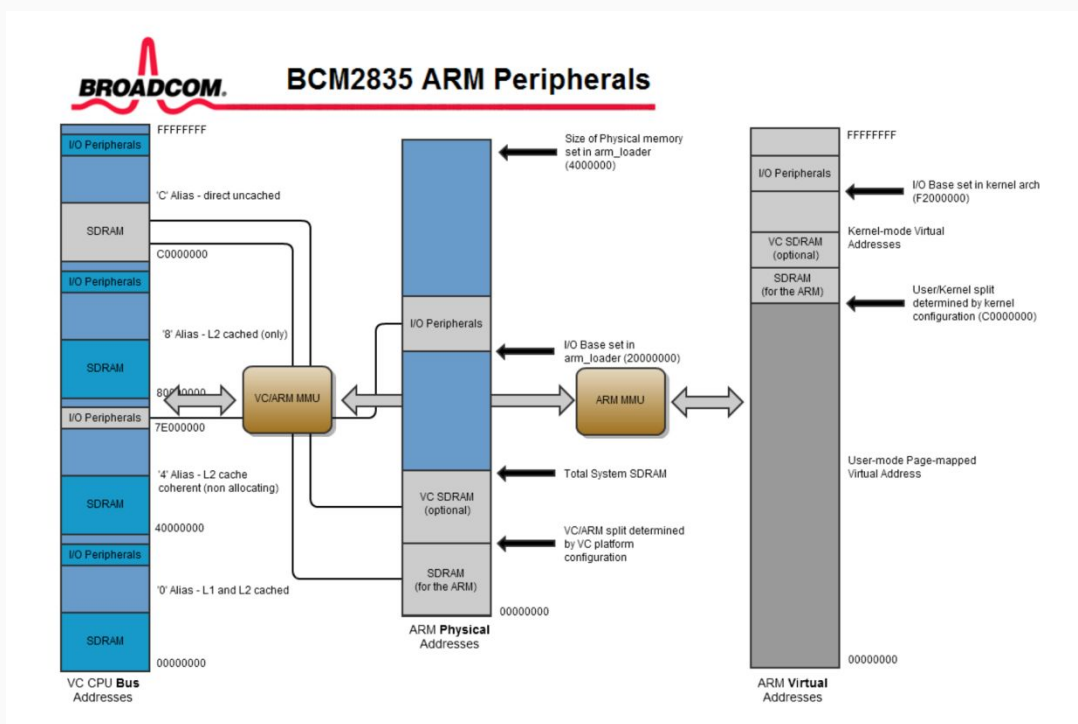 BROADCOM.
BCM2835 ARM Peripherals
FFFFFFFF
I/O Peripherals
'C' Alias - direct uncached
SDRAM
C0000000
I/O Peripherals
'8' Alias - L2 cached (only)
SDRAM
80000000
I/O Peripherals
7E000000
'4' Alias - L2 cache
coherent (non allocating)
SDRAM
40000000
I/O Peripherals
'0' Alias - L1 and L2 cached
SDRAM
00000000
VC CPU Bus
Addresses
VC/ARM MMU
Size of Physical memory
set in arm_loader
(4000000)
I/O Peripherals
I/O Base set in
arm_loader (20000000)
Total System SDRAM
VC SDRAM
(optional)
VC/ARM split determined
by VC platform
configuration
SDRAM
(for the ARM)
00000000
ARM Physical
Addresses
ARM MMU
FFFFFFFF
I/O Peripherals
I/O Base set in kernel arch
(F2000000)
Kernel-mode Virtual
Addresses
VC SDRAM
(optional)
SDRAM
(for the ARM)
User/Kernel split
determined by kernel
configuration (C0000000)
User-mode Page-mapped
Virtual Address
00000000
ARM Virtual
Addresses